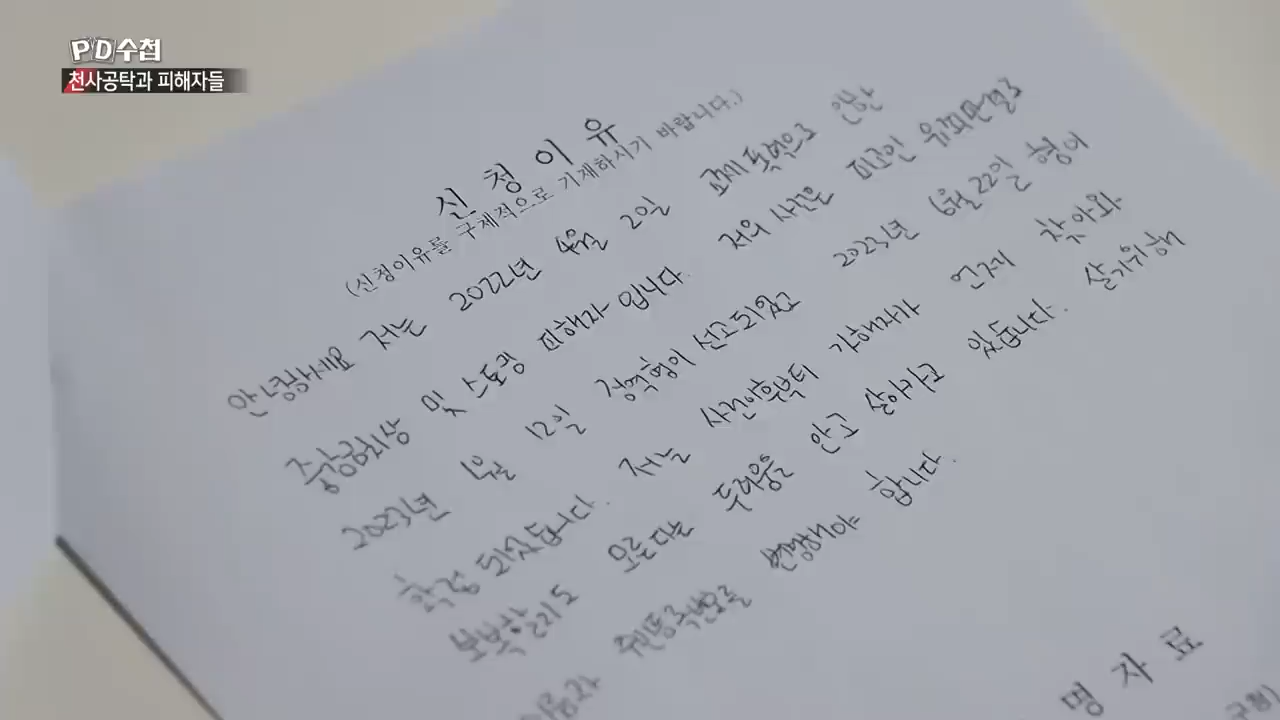 PD수첩
천사공탁과 피해자들
신 청 이 유
(신청이유를 구체적으로 기재하시기 바랍니다.)
안녕하세요 저는 2022년 4월 2일 교제폭력으로 인한
중감금치상 및 스토킹 피해자 입니다. 저의 사건은 피고인 유죄판결로
2023년 4월 12일 징역형이 선고되었고 2023년 6월 22일 형이
확정 되었습니다. 저는 사건이후부터 가해자가 언제 찾아와
보복할지도 모른다는 두려움을 안고 살아가고 있습니다. 살기위해
이름과 주민등록번호를 변경해야 합니다.
명 자 료